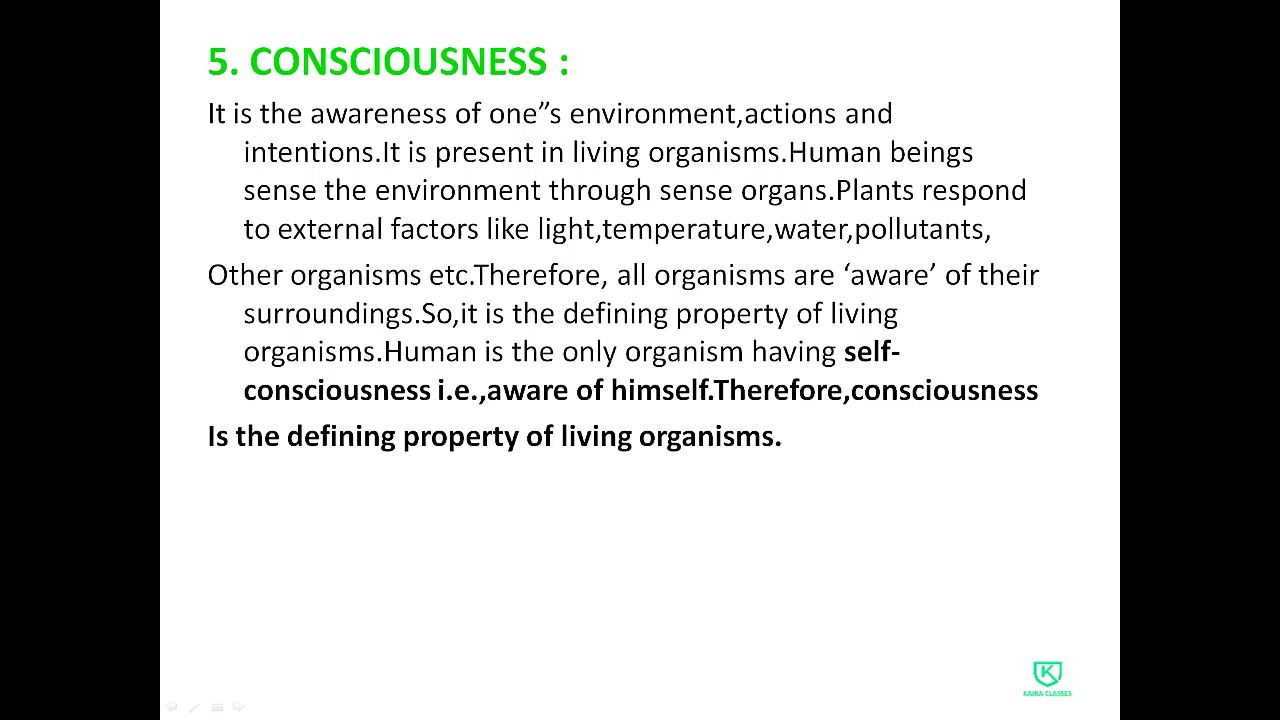 5. CONSCIOUSNESS :
It is the awareness of one”s environment,actions and
intentions.It is present in living organisms.Human beings
sense the environment through sense organs.Plants respond
to external factors like light,temperature,water,pollutants,
Other organisms etc.Therefore, all organisms are ‘aware’ of their
surroundings.So,it is the defining property of living
organisms.Human is the only organism having self-
consciousness i.e.,aware of himself.Therefore,consciousness
Is the defining property of living organisms.
K
KAIRA CLASSES